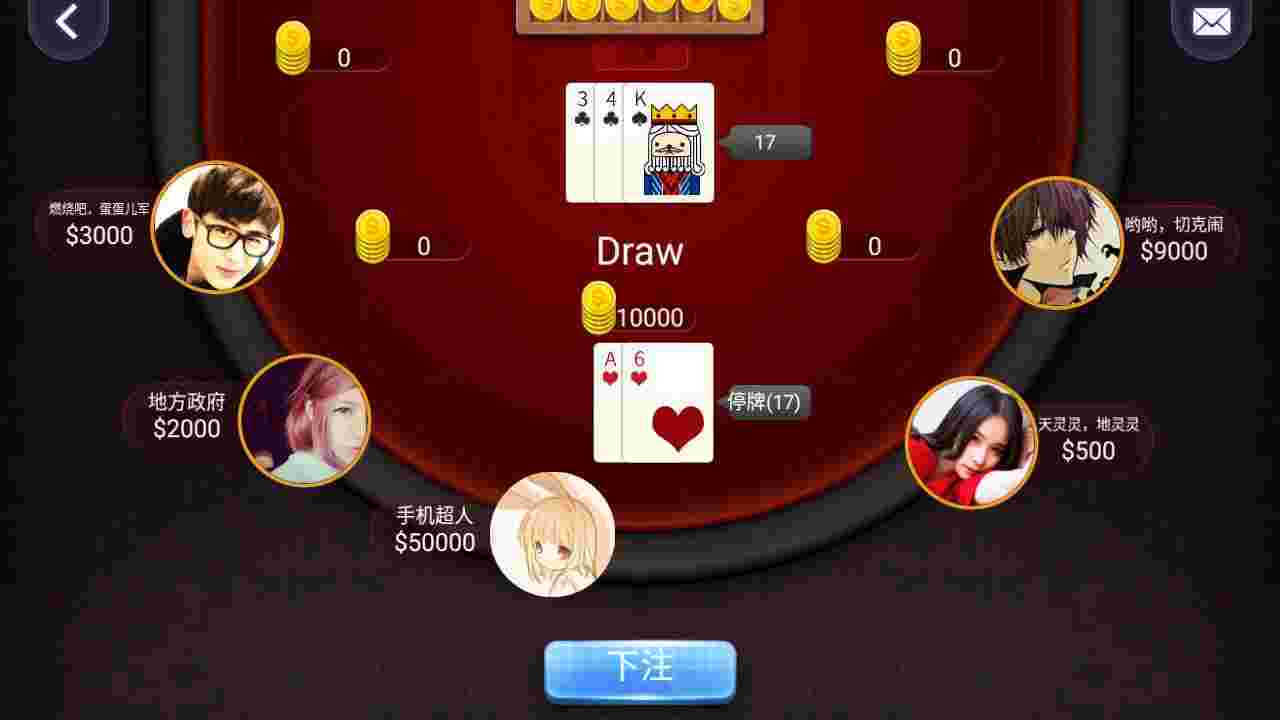 0
0
3 4 K
17
燃烧吧，蛋蛋儿军
$3000
哟哟，切克闹
$9000
0
0
Draw
10000
A 6
停牌(17)
地方政府
$2000
天灵灵，地灵灵
$500
手机超人
$50000
下注